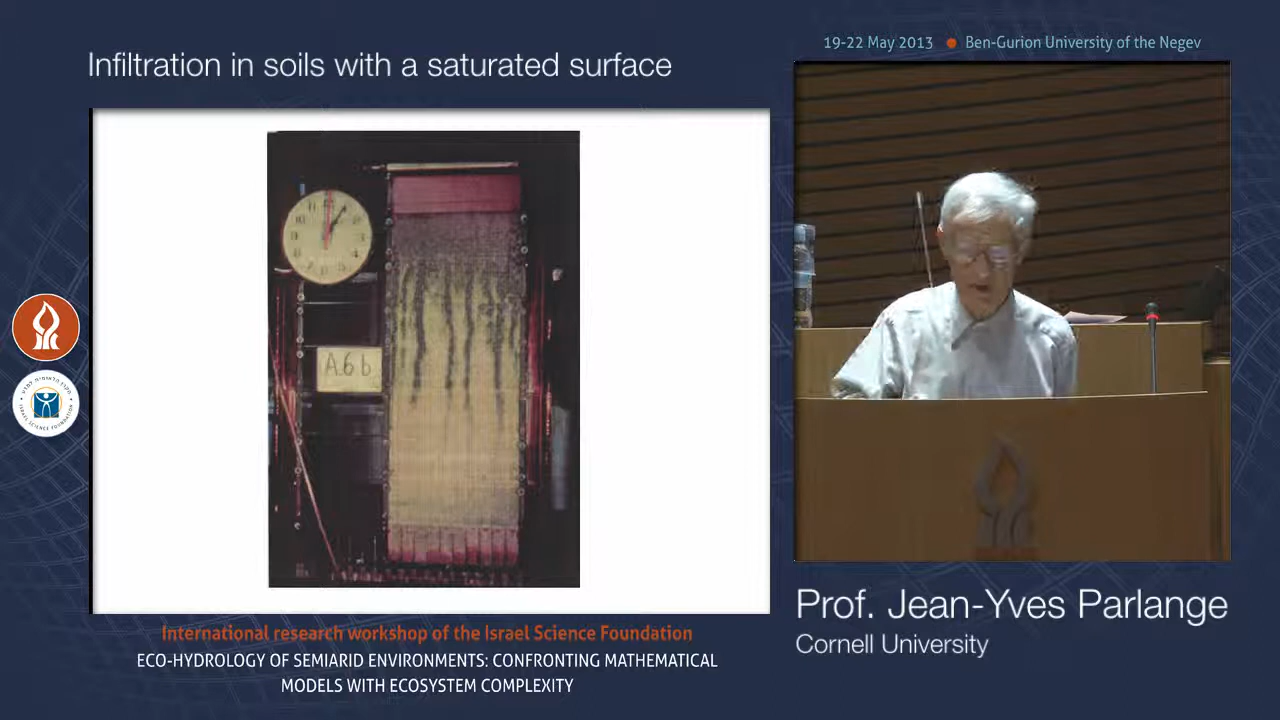 19-22 May 2013 ● Ben-Gurion University of the Negev
Infiltration in soils with a saturated surface
A6b
Prof. Jean-Yves Parlange
Cornell University
International research workshop of the Israel Science Foundation
ECO-HYDROLOGY OF SEMIARID ENVIRONMENTS: CONFRONTING MATHEMATICAL
MODELS WITH ECOSYSTEM COMPLEXITY